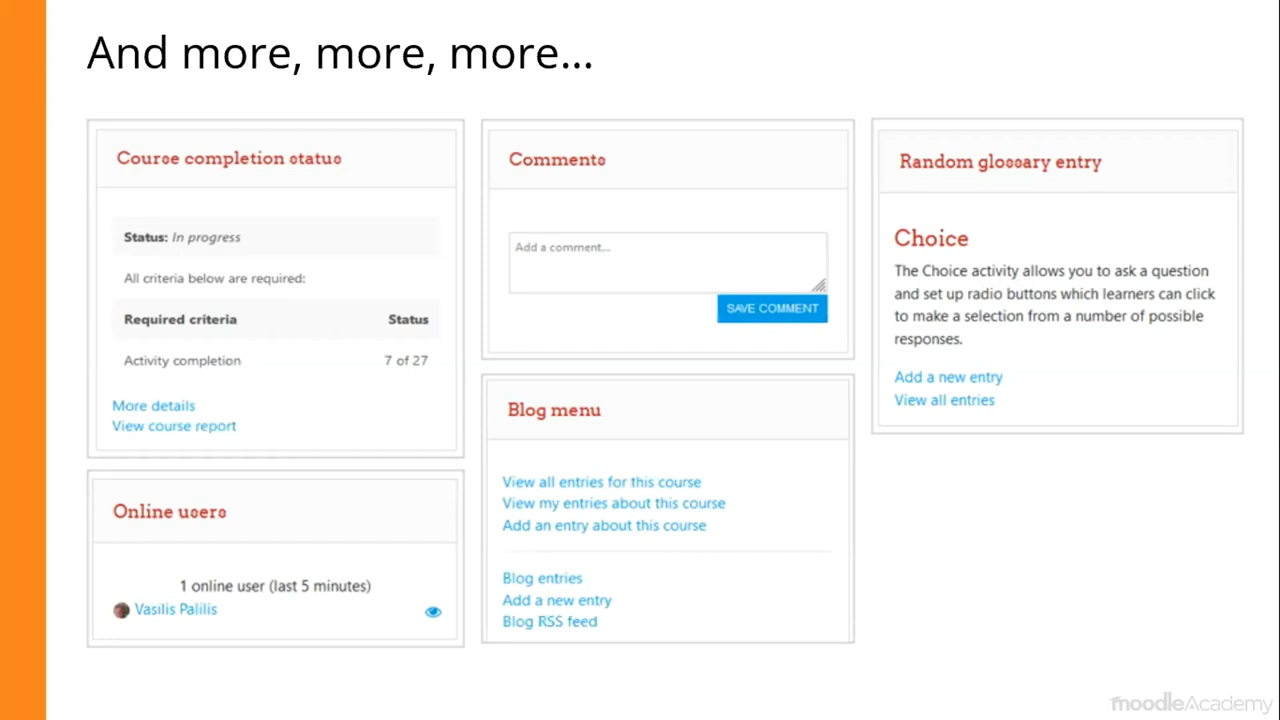 And more, more, more...
Course completion status
Status: In progress
All criteria below are required:
Required criteria Status
Activity completion 7 of 27
More details
View course report
Online users
1 online user (last 5 minutes)
Vasilis Palilis
Comments
Add a comment...
SAVE COMMENT
Blog menu
View all entries for this course
View my entries about this course
Add an entry about this course
Blog entries
Add a new entry
Blog RSS feed
Random glossary entry
Choice
The Choice activity allows you to ask a question
and set up radio buttons which learners can click
to make a selection from a number of possible
responses.
Add a new entry
View all entries
moodleAcademy